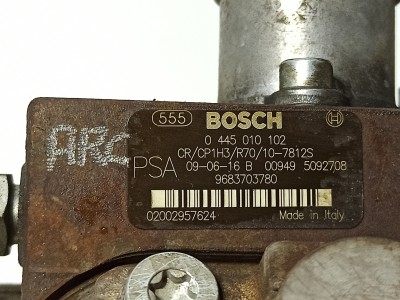 555 BOSCH
0 445 010 102
CR/CP1H3/R70/10-7812S
PSA 09-06-16 B 00949 5092708
9683703780
02002957624 Made in Italy
ARC